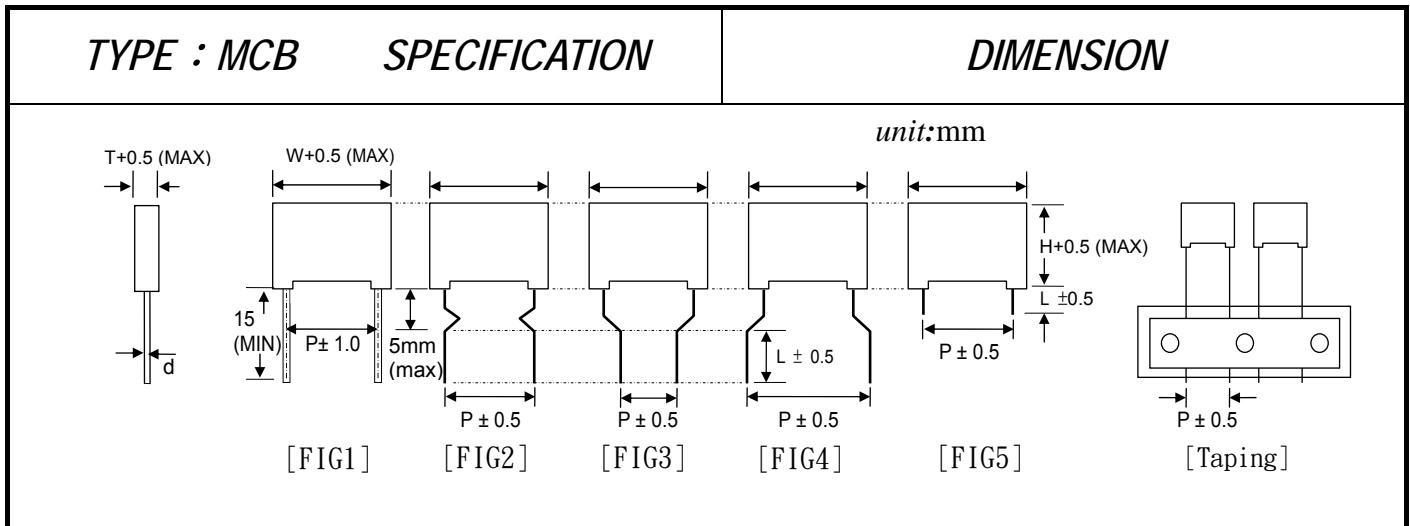 TYPE：MCB SPECIFICATION
DIMENSION
unit:mm
T+0.5 (MAX)
W+0.5 (MAX)
H+0.5 (MAX)
L ±0.5
15
(MIN)
P± 1.0
5mm
(max)
L ± 0.5
P ± 0.5
d
P ± 0.5
P ± 0.5
P ± 0.5
P ± 0.5
[FIG1]
[FIG2]
[FIG3]
[FIG4]
[FIG5]
[Taping]